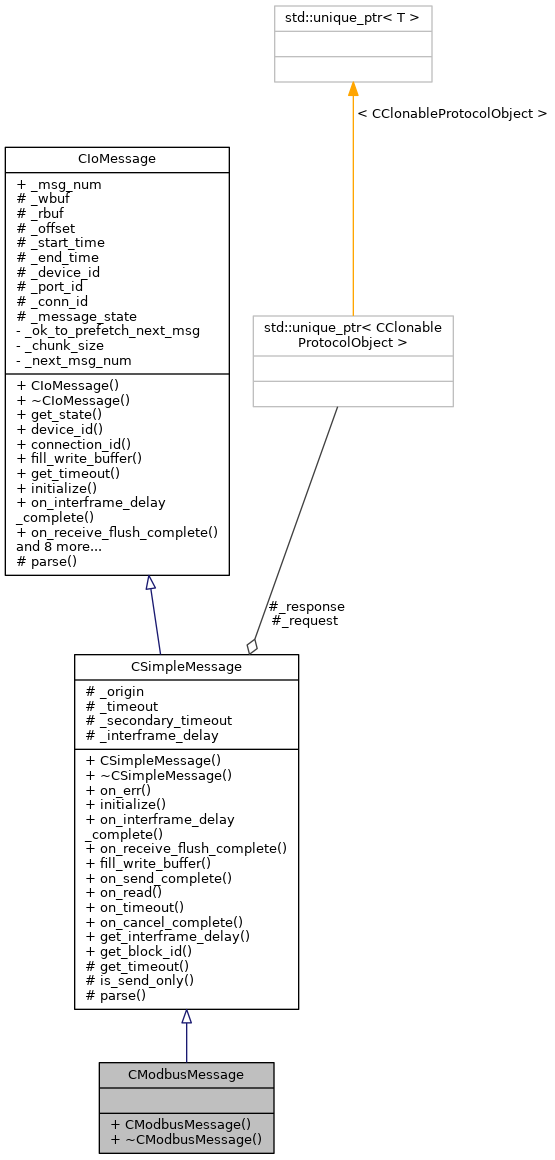 std::unique_ptr< T >
< CClonableProtocolObject >
CIoMessage
+ _msg_num
# _wbuf
# _rbuf
# _offset
# _start_time
# _end_time
# _device_id
# _port_id
# _conn_id
# _message_state
- _ok_to_prefetch_next_msg
- _chunk_size
- _next_msg_num
+ CIoMessage()
+ ~CIoMessage()
+ get_state()
+ device_id()
+ connection_id()
+ fill_write_buffer()
+ get_timeout()
+ initialize()
+ on_interframe_delay
_complete()
+ on_receive_flush_complete()
and 8 more...
# parse()
std::unique_ptr< CClonable
ProtocolObject >
#_response
#_request
CSimpleMessage
# _origin
# _timeout
# _secondary_timeout
# _interframe_delay
+ CSimpleMessage()
+ ~CSimpleMessage()
+ on_err()
+ initialize()
+ on_interframe_delay
_complete()
+ on_receive_flush_complete()
+ fill_write_buffer()
+ on_send_complete()
+ on_read()
+ on_timeout()
+ on_cancel_complete()
+ get_interframe_delay()
+ get_block_id()
# get_timeout()
# is_send_only()
# parse()
CModbusMessage
+ CModbusMessage()
+ ~CModbusMessage()